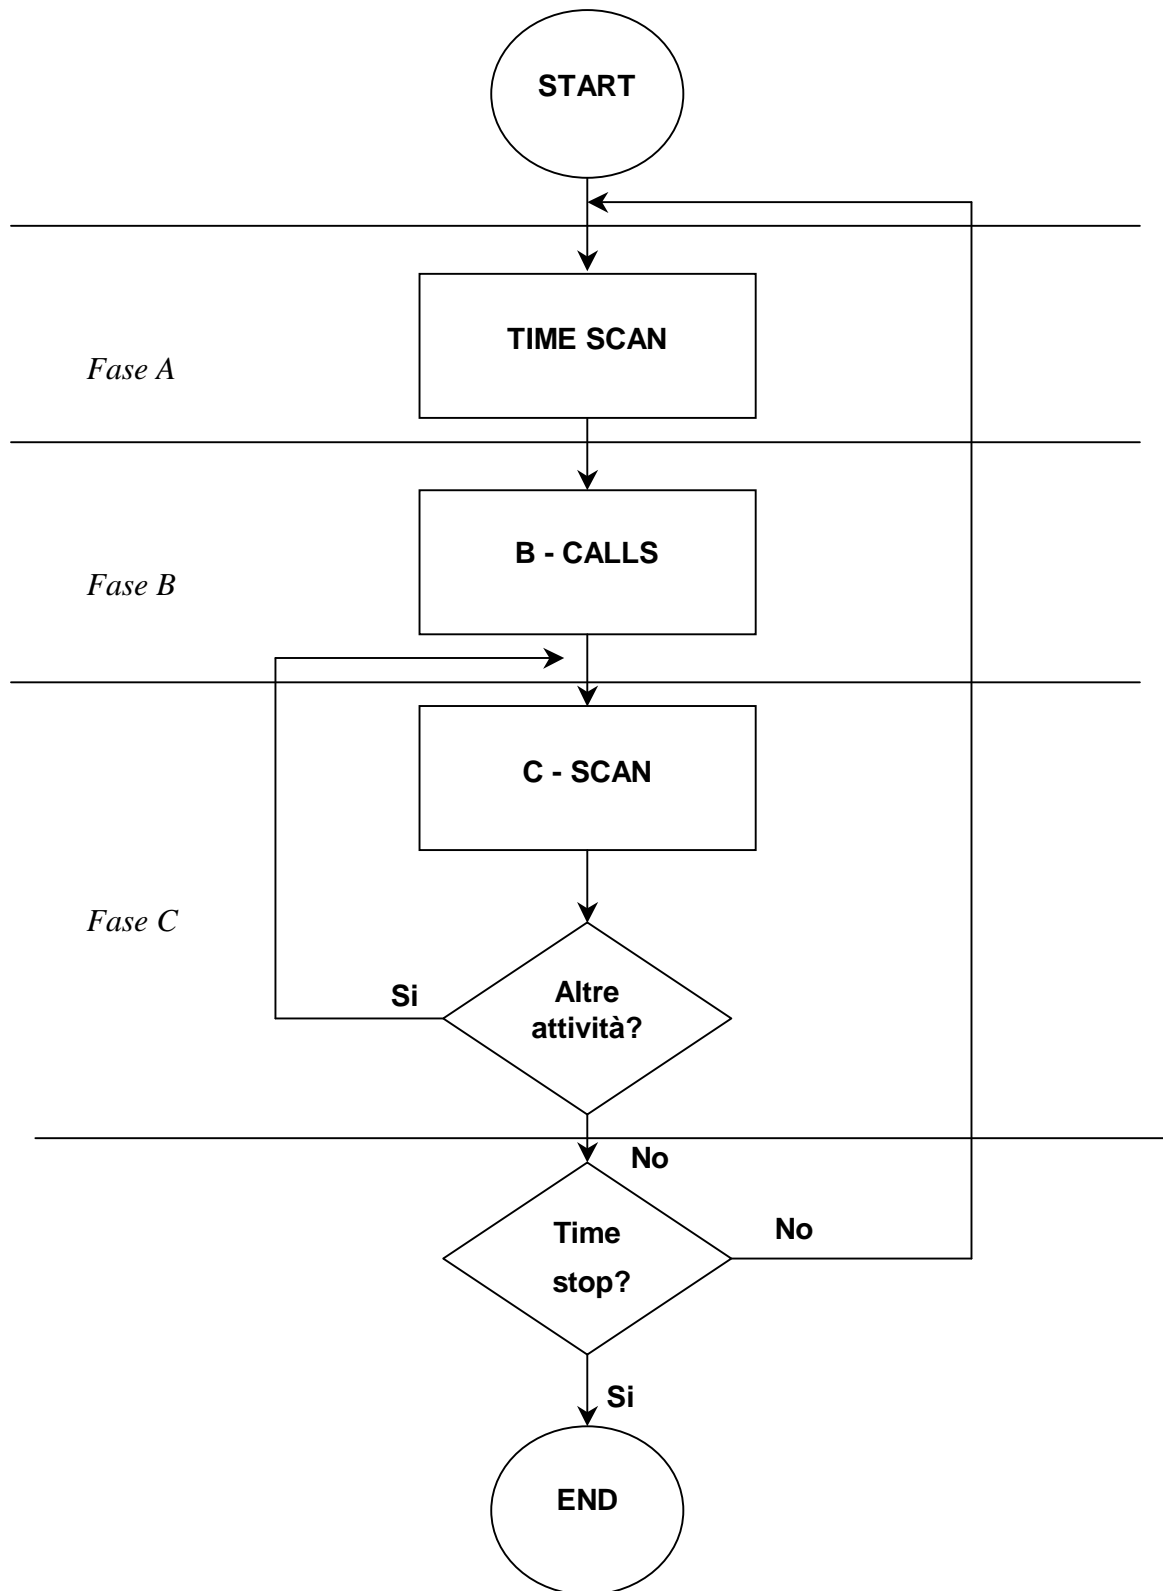 START
TIME SCAN
Fase A
B - CALLS
Fase B
C - SCAN
Fase C
Si
Altre
attività?
No
Time
stop?
No
Si
END